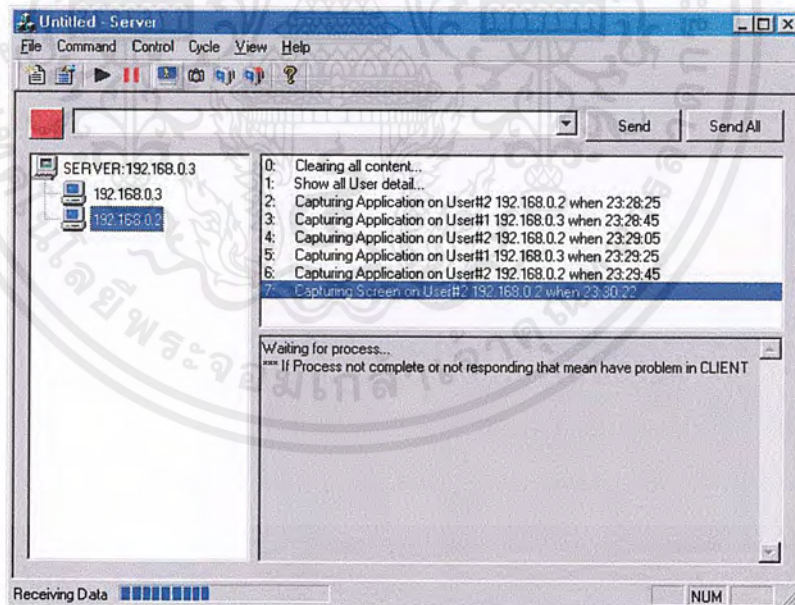 Untitled - Server
File Command Control Cycle View Help
Send
Send All
SERVER:192.168.0.3
192.168.0.3
192.168.0.2
0: Clearing all content...
1: Show all User detail...
2: Capturing Application on User#2 192.168.0.2 when 23:28:25
3: Capturing Application on User#1 192.168.0.3 when 23:28:45
4: Capturing Application on User#2 192.168.0.2 when 23:29:05
5: Capturing Application on User#1 192.168.0.3 when 23:29:25
6: Capturing Application on User#2 192.168.0.2 when 23:29:45
7: Capturing Screen on User#2 192.168.0.2 when 23:30:22
Waiting for process...
*** If Process not complete or not responding that mean have problem in CLIENT
Receiving Data
NUM